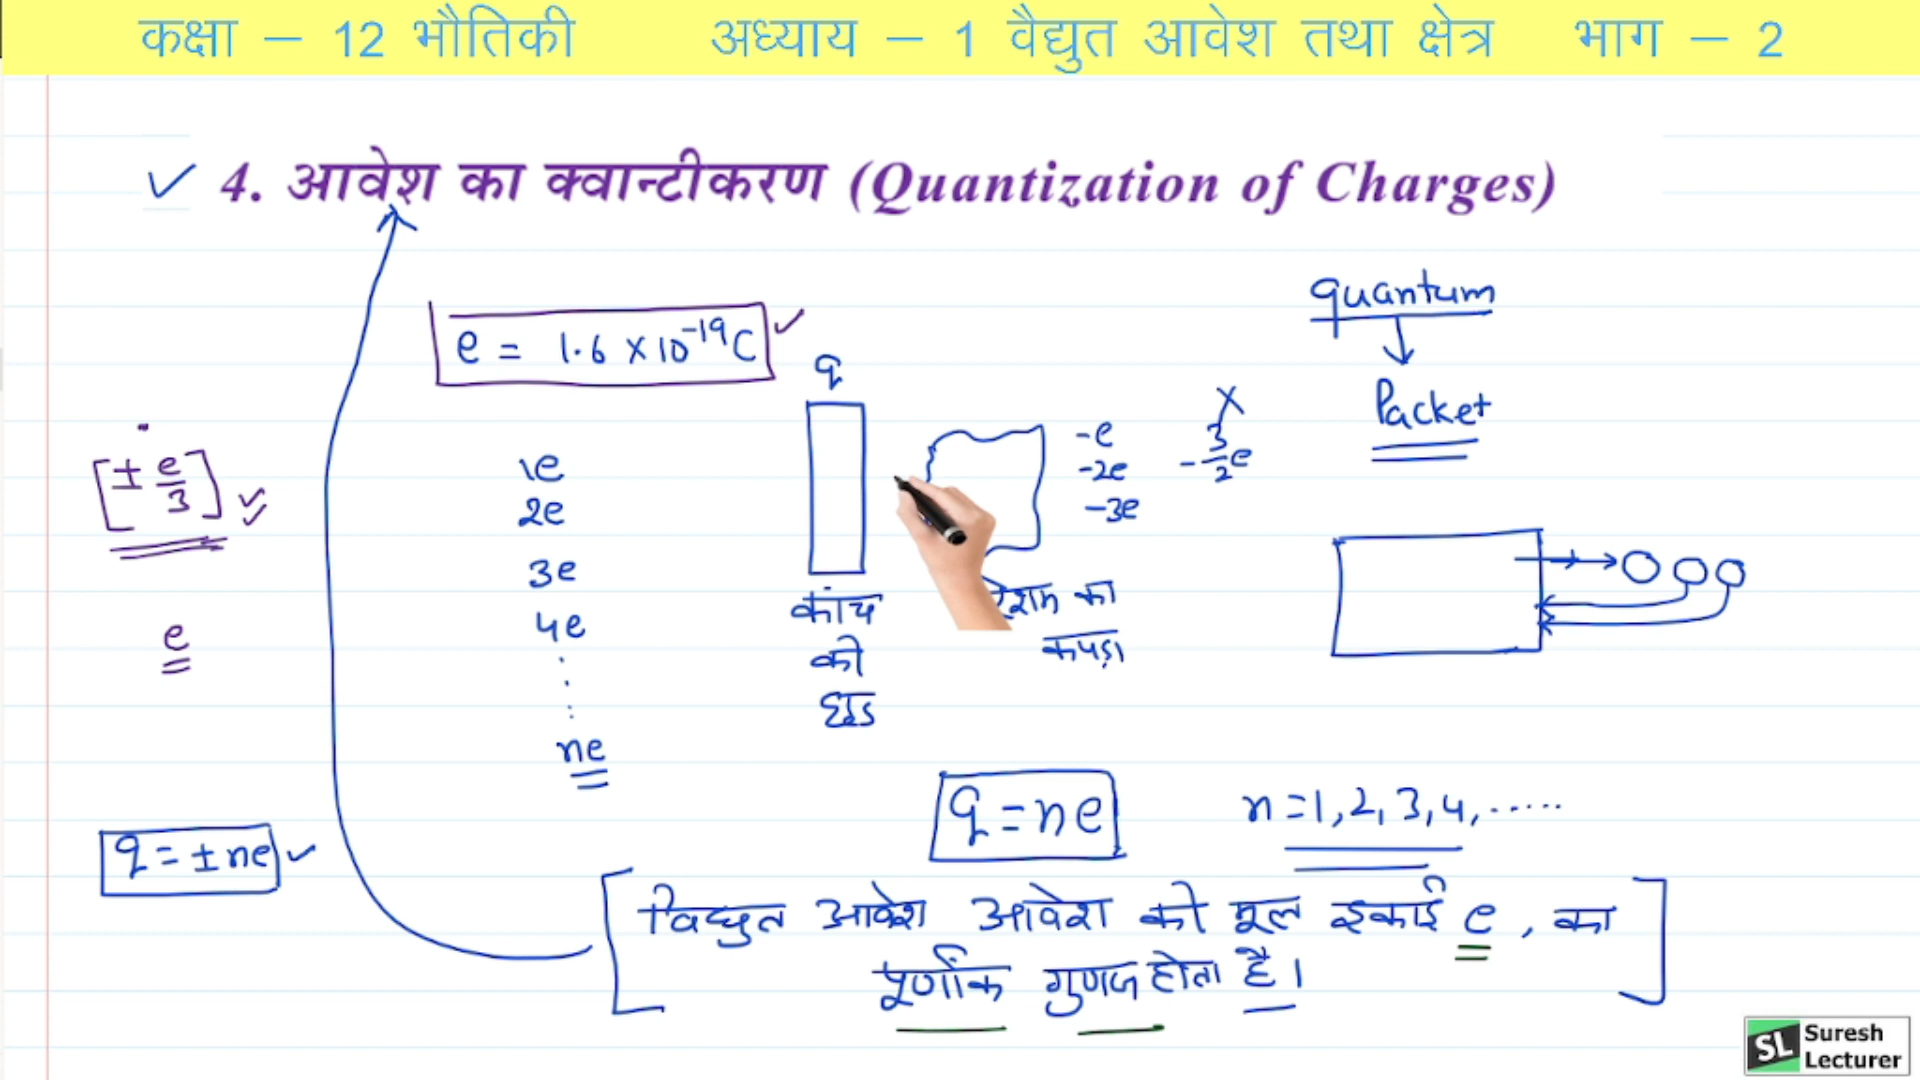 कक्षा – 12 भौतिकी अध्याय – 1 वैद्युत आवेश तथा क्षेत्र भाग – 2
4. आवेश का क्वान्टीकरण (Quantization of Charges)
quantum
Packet
e = 1.6 × 10⁻¹⁹C
q
[± e/3]
e
1e
2e
3e
4e
ne
-e
-2e
-3e
x
-3/2 e
कांच
की
छड़
रेशम का
कपड़ा
q = ne
n = 1, 2, 3, 4, .....
q = ± ne
[विद्युत आवेश आवेश की मूल इकाई e, का
पूर्णांक गुणज होता है।]
SL Suresh
Lecturer